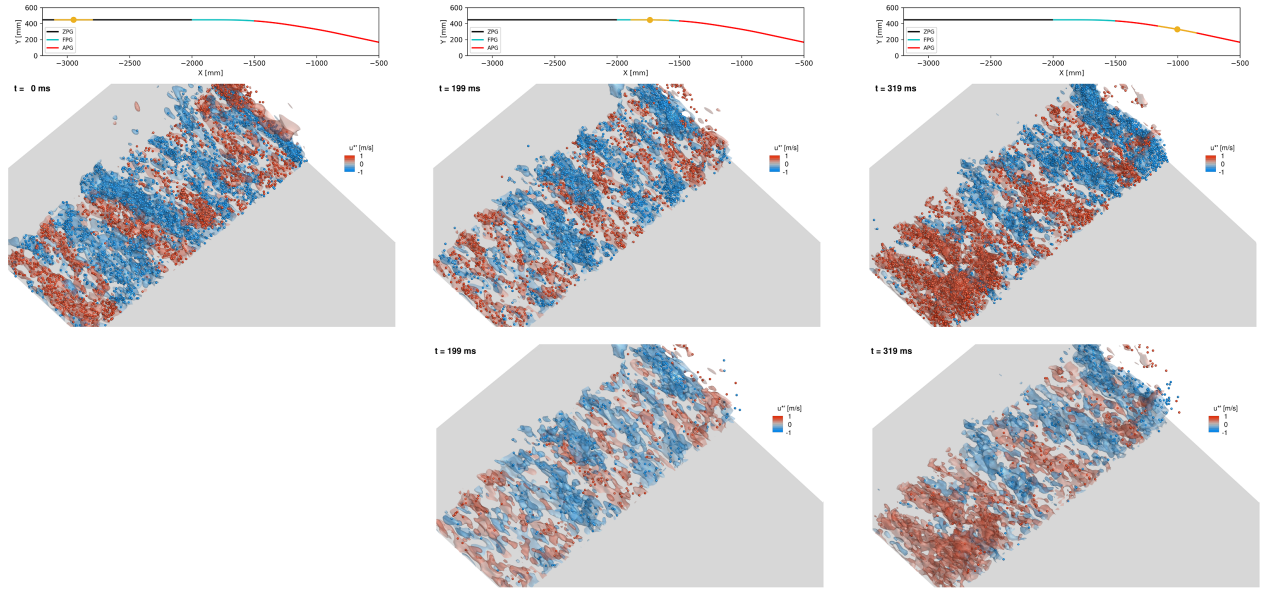 600
400
200
0
Y [mm]
ZPG
FPG
APG
−3000
−2500
−2000
−1500
−1000
−500
X [mm]
600
400
200
0
Y [mm]
ZPG
FPG
APG
−3000
−2500
−2000
−1500
−1000
−500
X [mm]
600
400
200
0
Y [mm]
ZPG
FPG
APG
−3000
−2500
−2000
−1500
−1000
−500
X [mm]
t = 0 ms
u'' [m/s]
1
0
-1
t = 199 ms
u'' [m/s]
1
0
-1
t = 319 ms
u'' [m/s]
1
0
-1
t = 199 ms
u'' [m/s]
1
0
-1
t = 319 ms
u'' [m/s]
1
0
-1